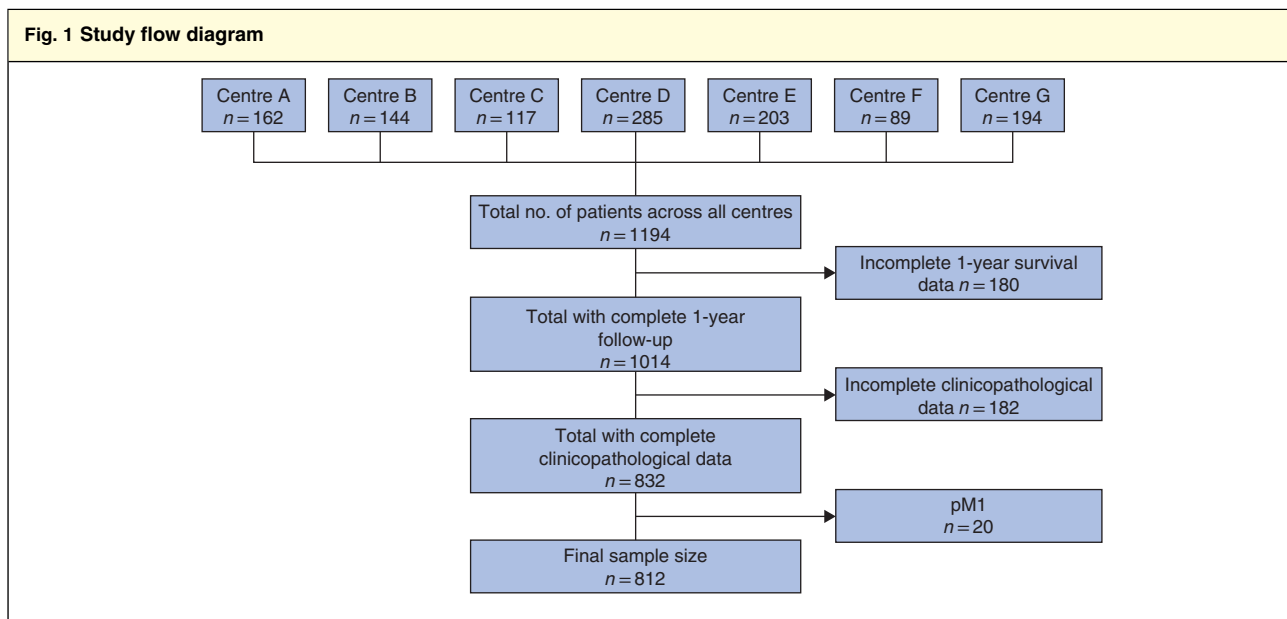 Fig. 1 Study flow diagram
Centre A
n = 162
Centre B
n = 144
Centre C
n = 117
Centre D
n = 285
Centre E
n = 203
Centre F
n = 89
Centre G
n = 194
Total no. of patients across all centres
n = 1194
Incomplete 1-year survival
data n = 180
Total with complete 1-year
follow-up
n = 1014
Incomplete clinicopathological
data n = 182
Total with complete
clinicopathological data
n = 832
pM1
n = 20
Final sample size
n = 812